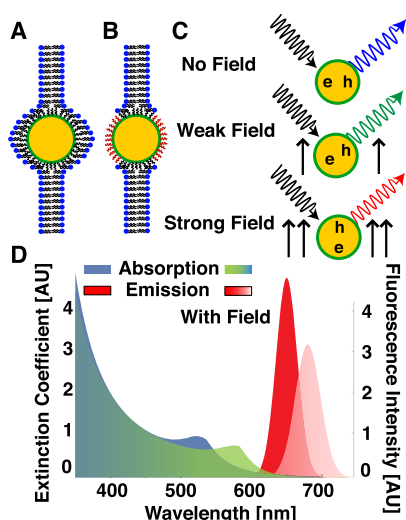 A
B
C
No Field
e h
Weak Field
e h
Strong Field
h
e
D
Absorption
Emission
With Field
Extinction Coefficient [AU]
4
3
2
1
0
Fluorescence Intensity [AU]
4
3
2
1
0
400
500
600
700
Wavelength [nm]